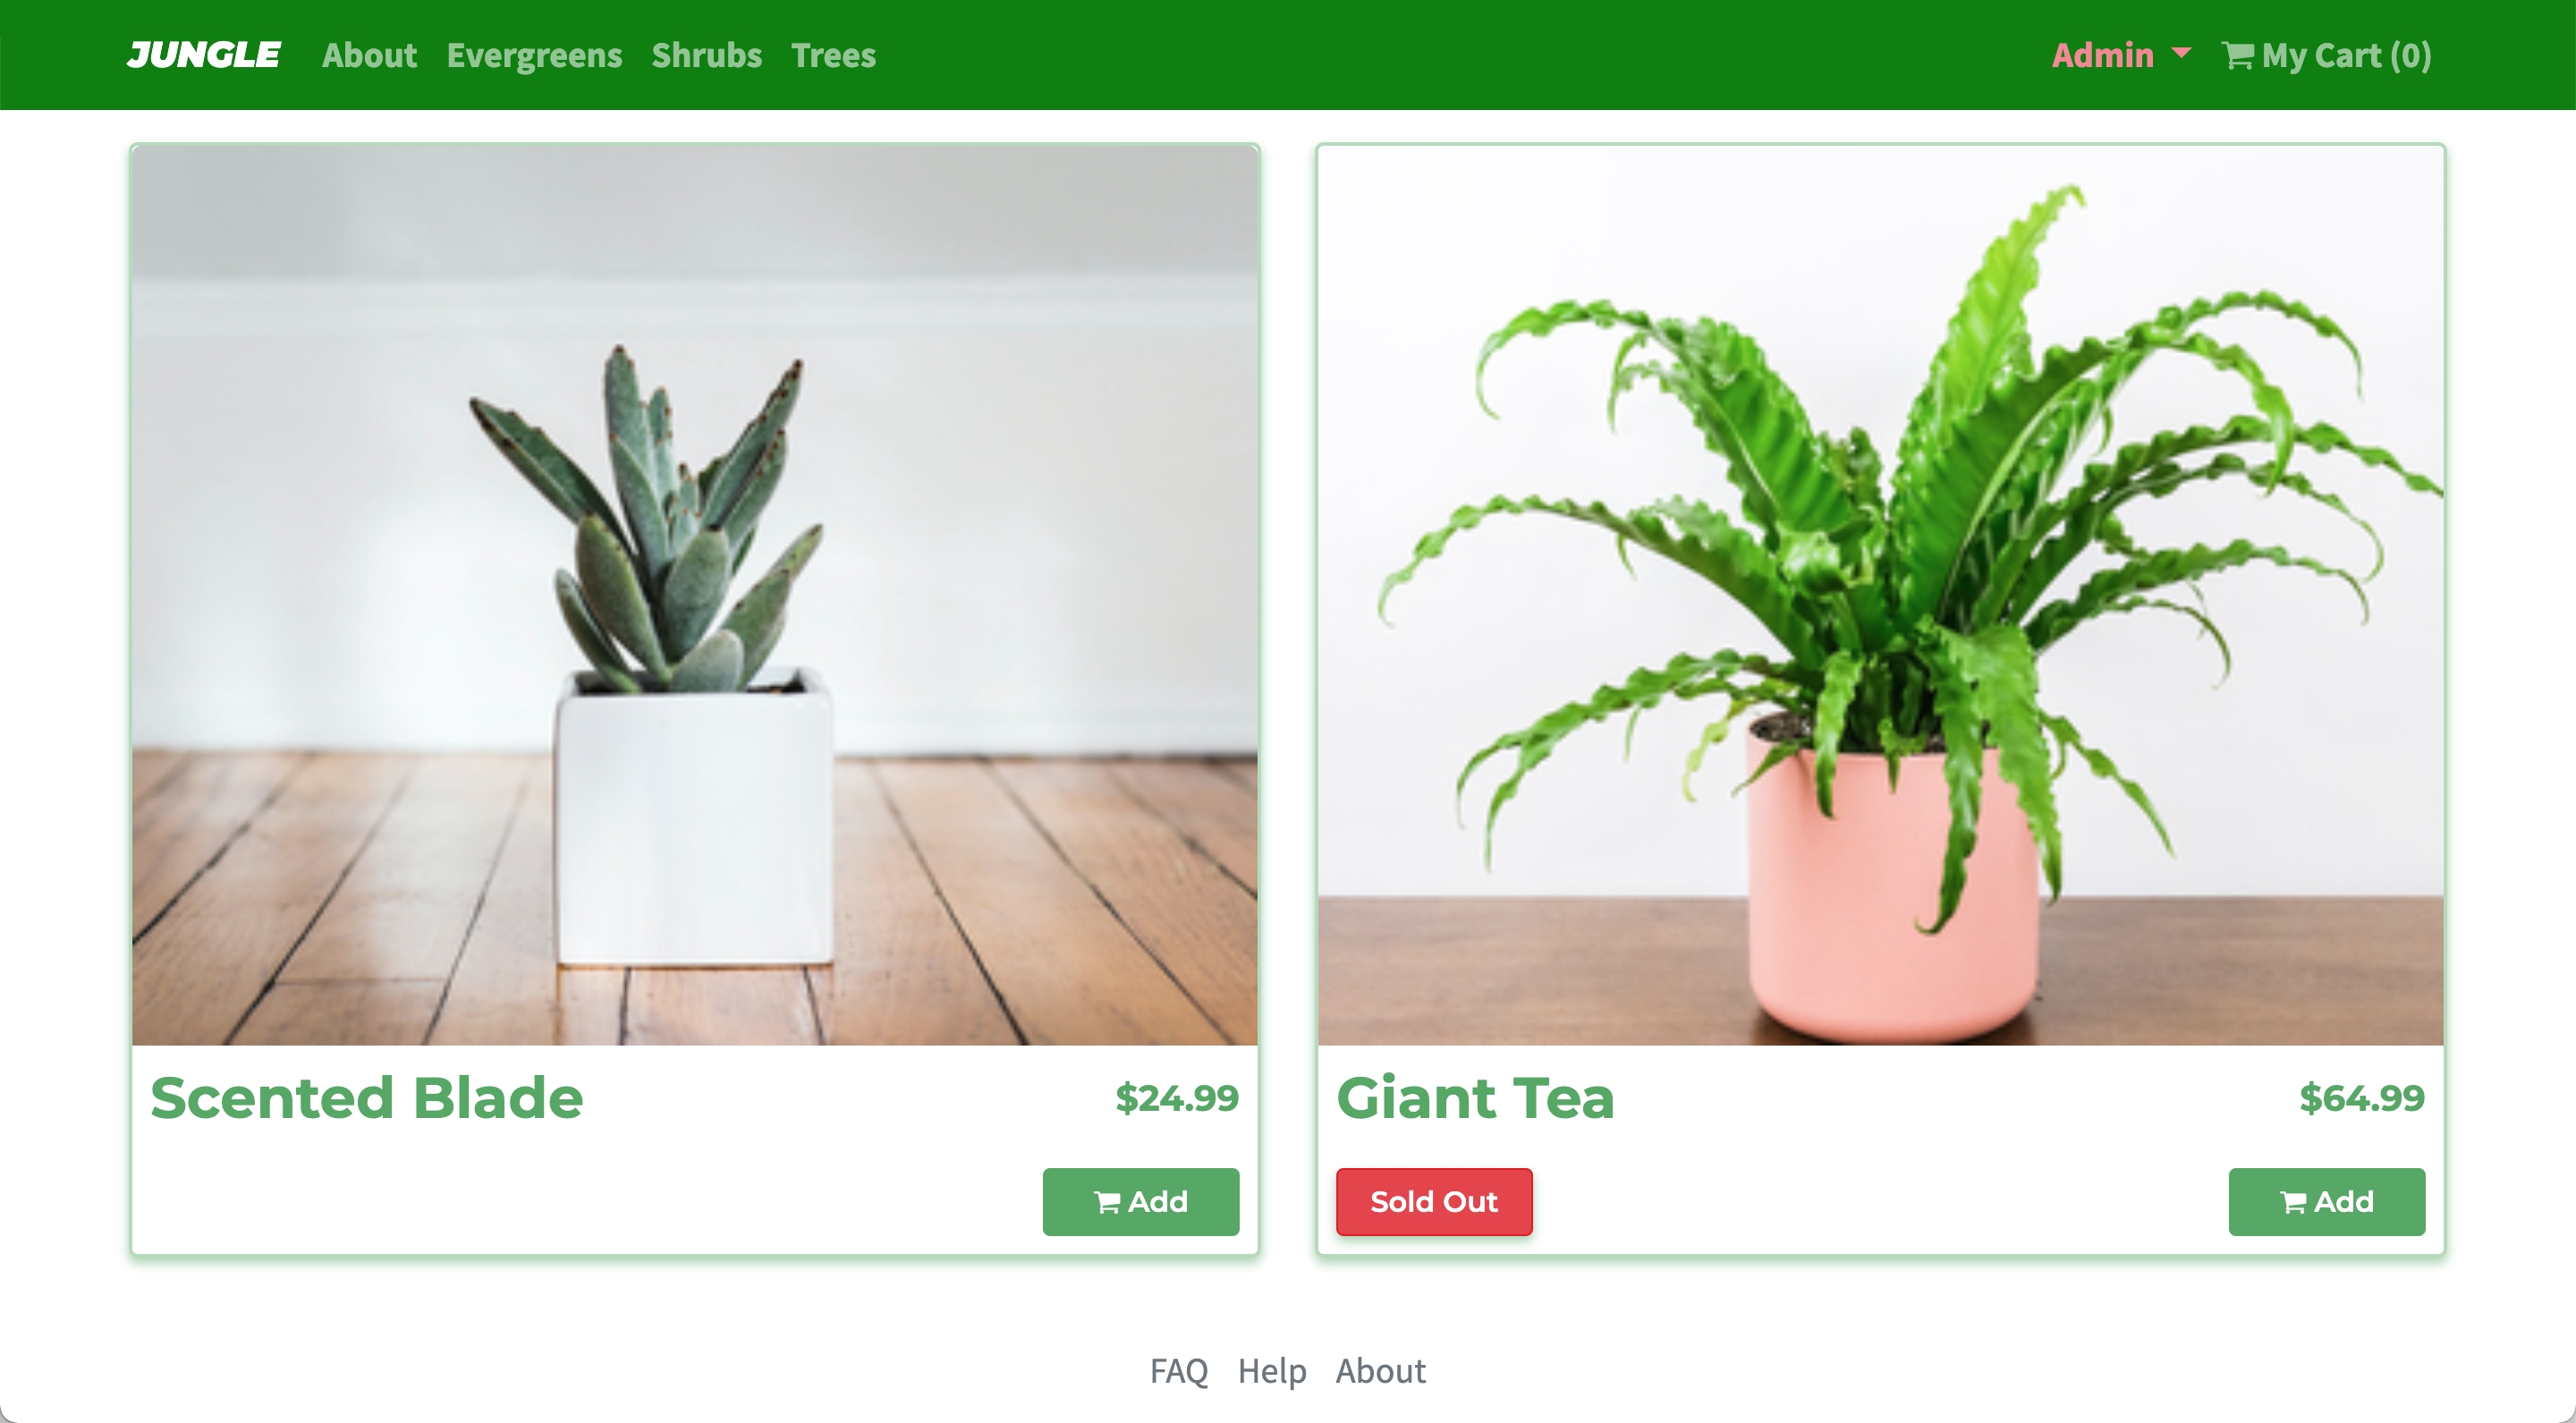 JUNGLE About Evergreens Shrubs Trees Admin My Cart (0)
Scented Blade $24.99
Add
Giant Tea $64.99
Sold Out Add
FAQ Help About